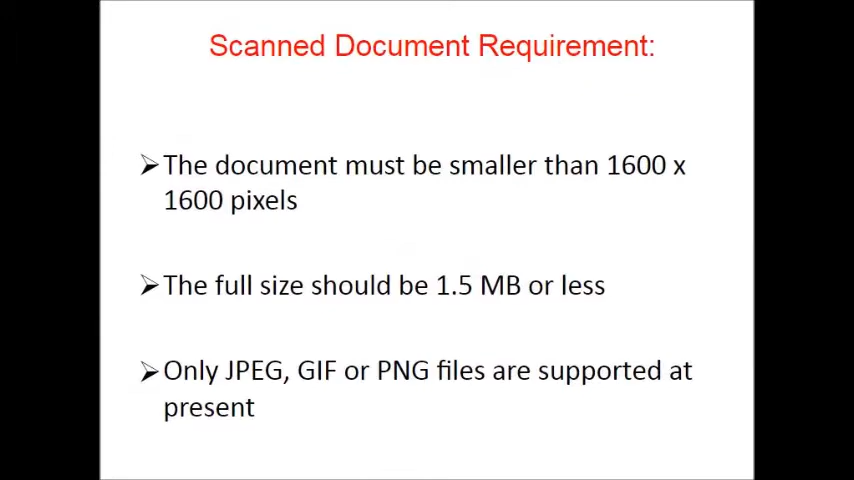 Scanned Document Requirement:
➢The document must be smaller than 1600 x
1600 pixels
➢The full size should be 1.5 MB or less
➢Only JPEG, GIF or PNG files are supported at
present